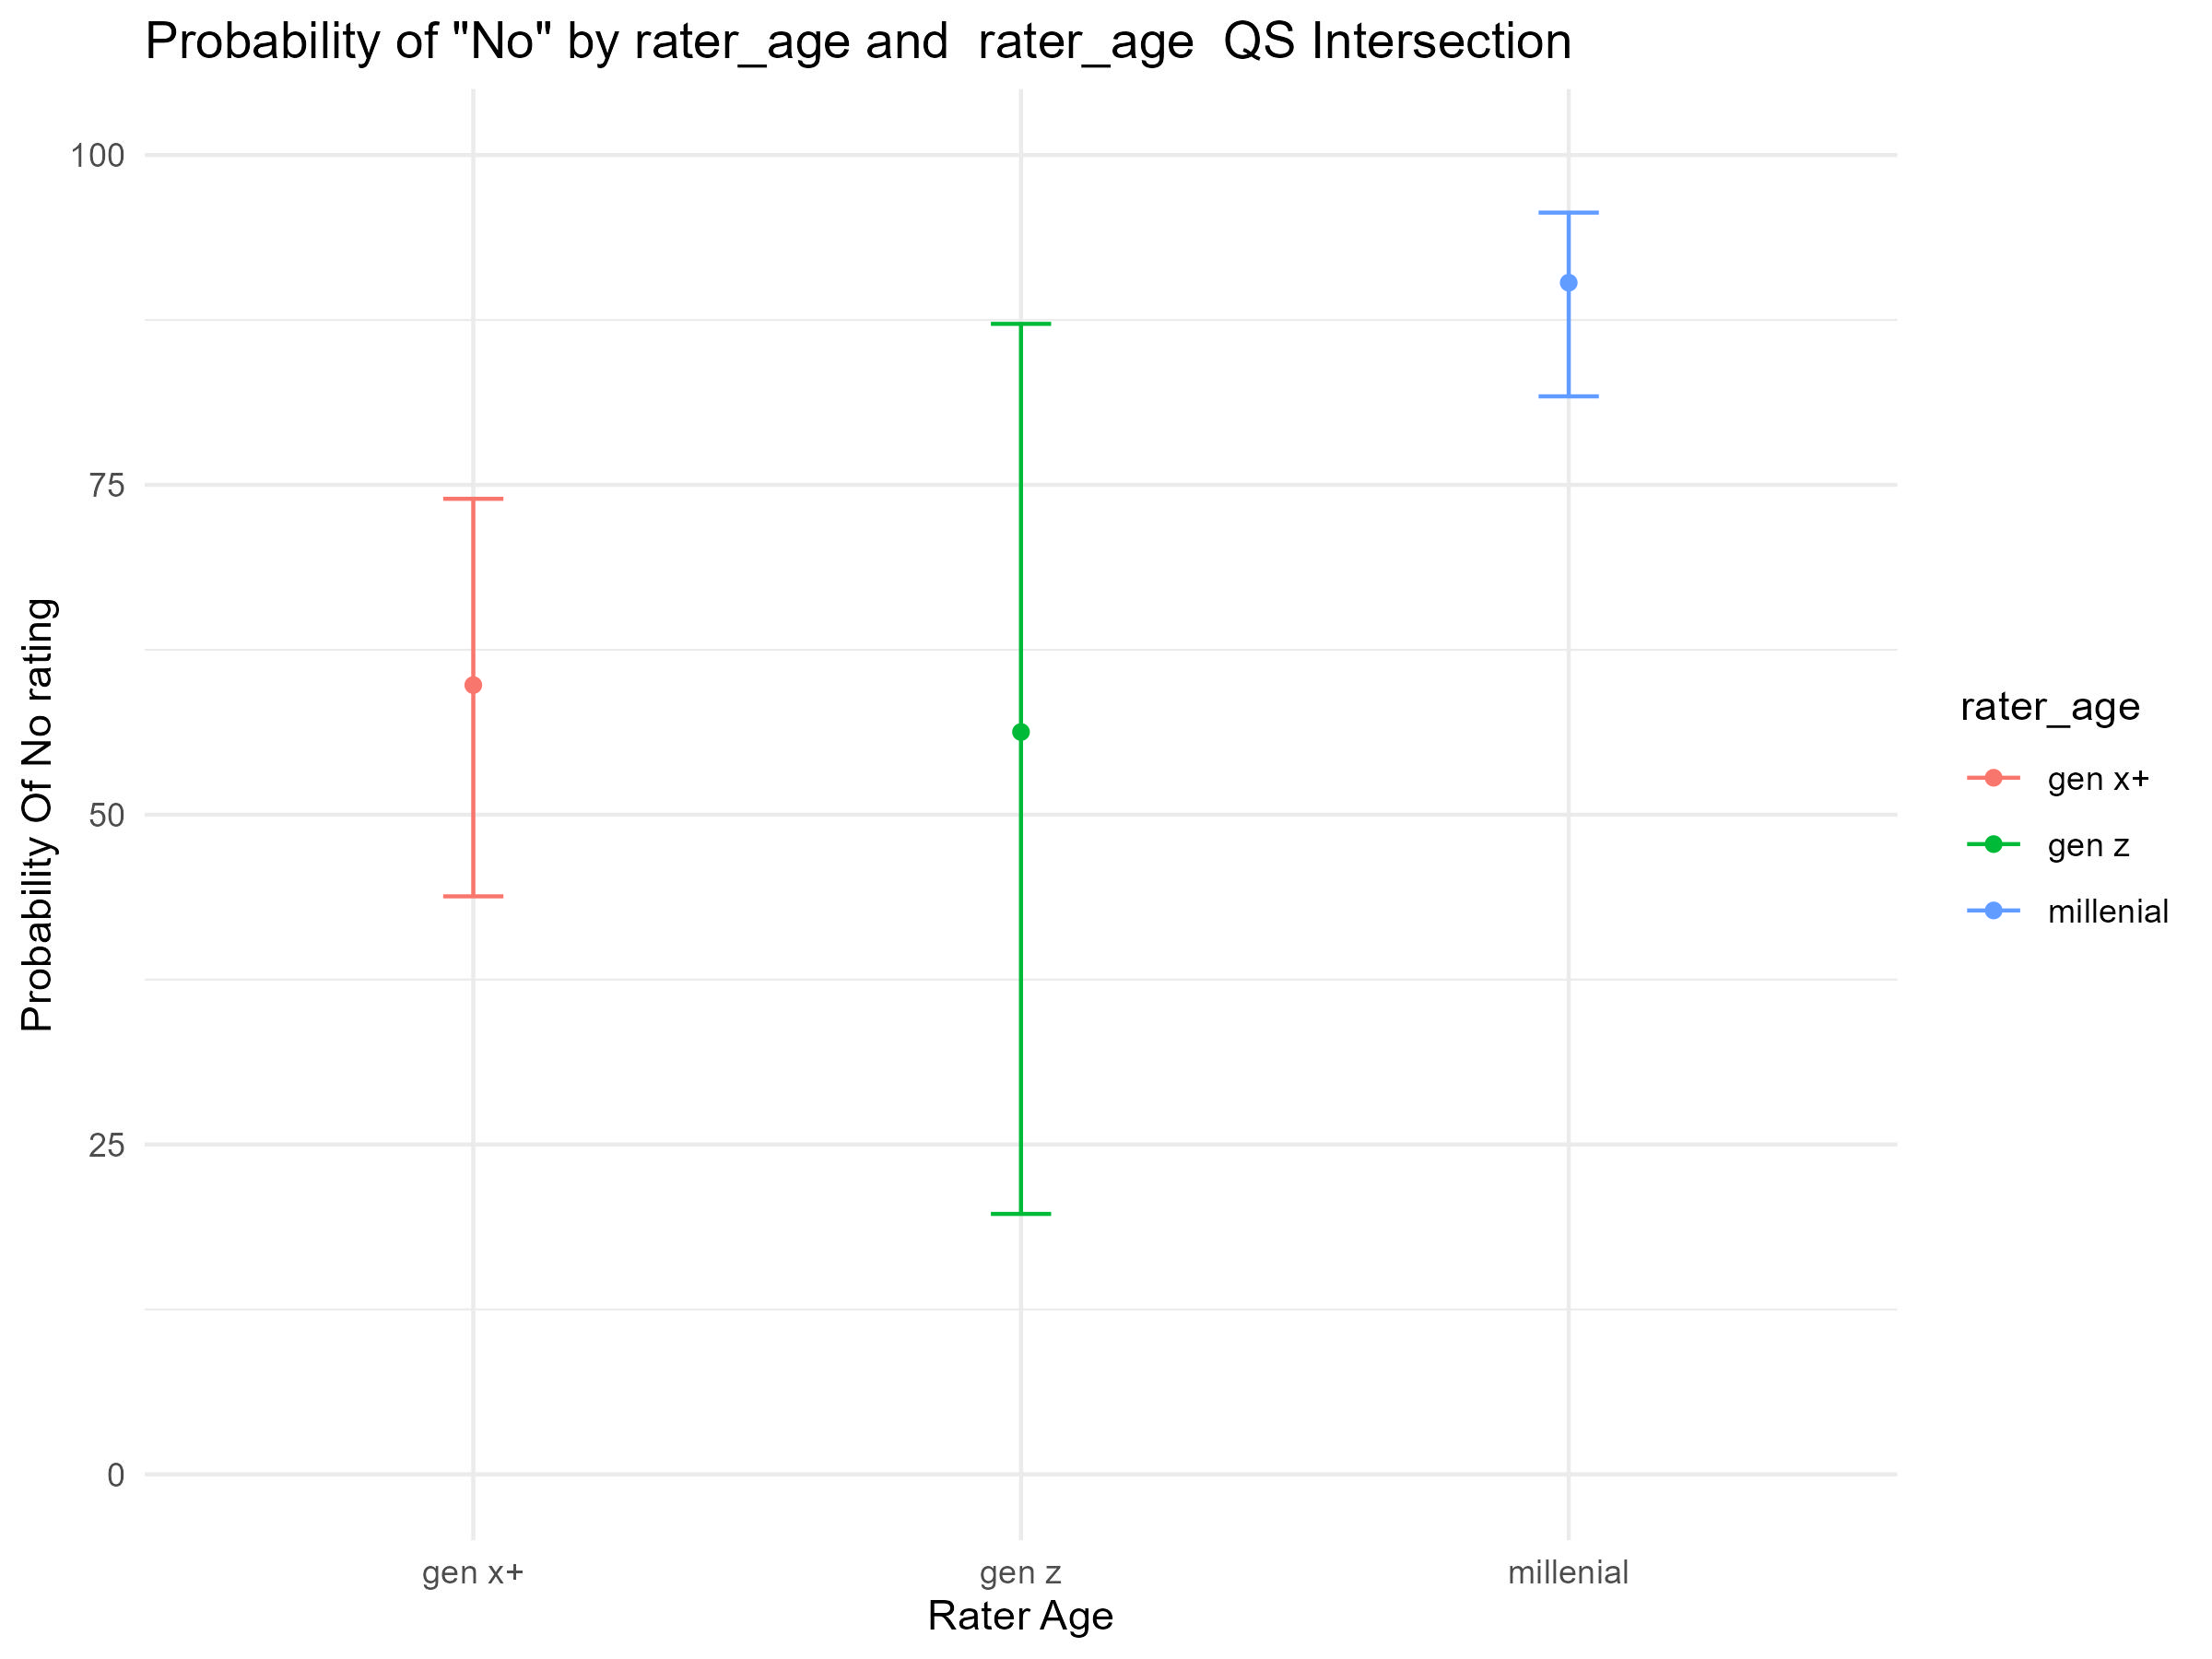 Probability of "No" by rater_age and  rater_age  QS Intersection
100
75
50
25
0
Probability Of No rating
gen x+
gen z
millenial
Rater Age
rater_age
gen x+
gen z
millenial